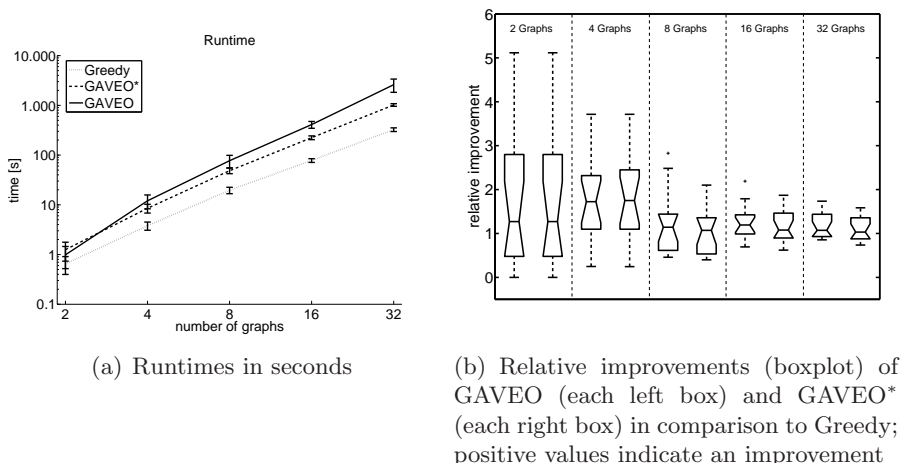 Runtime
10.000
1.000
100
10
1
0.1
time [s]
Greedy
GAVEO*
GAVEO
2
4
8
16
32
number of graphs
(a) Runtimes in seconds
6
5
4
3
2
1
0
relative improvement
2 Graphs
4 Graphs
8 Graphs
16 Graphs
32 Graphs
(b) Relative improvements (boxplot) of
GAVEO (each left box) and GAVEO*
(each right box) in comparison to Greedy;
positive values indicate an improvement